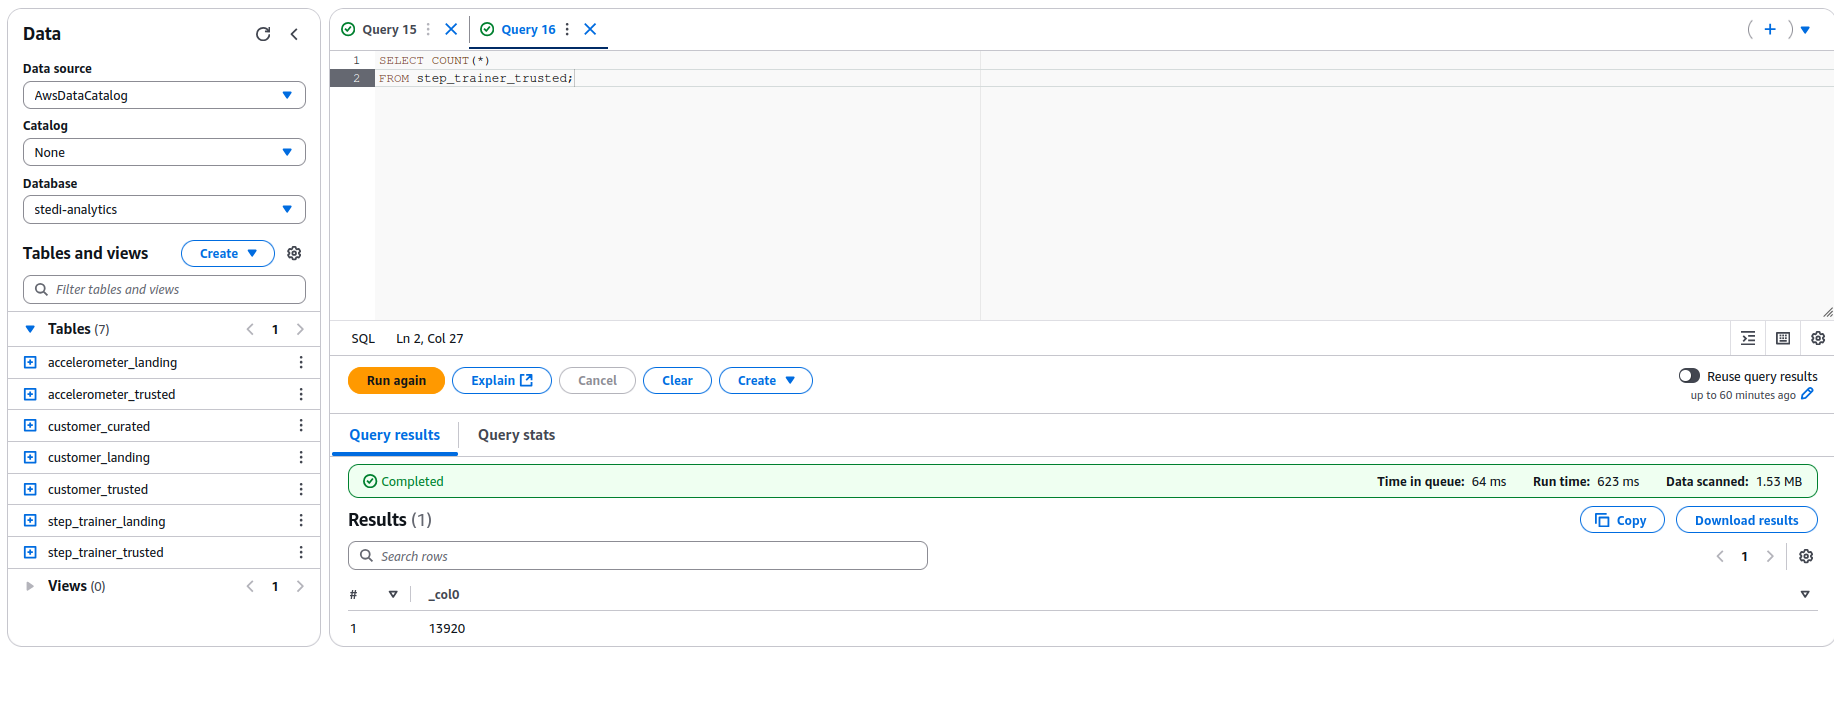 Data
Data source
AwsDataCatalog
Catalog
None
Database
stedi-analytics
Tables and views
Create
Filter tables and views
Tables (7)
1
accelerometer_landing
accelerometer_trusted
customer_curated
customer_landing
customer_trusted
step_trainer_landing
step_trainer_trusted
Views (0)
1
Query 15
Query 16
1 SELECT COUNT(*)
2 FROM step_trainer_trusted;
SQL Ln 2, Col 27
Run again
Explain
Cancel
Clear
Create
Reuse query results
up to 60 minutes ago
Query results
Query stats
Completed
Time in queue: 64 ms Run time: 623 ms Data scanned: 1.53 MB
Results (1)
Copy
Download results
Search rows
1
# _col0
1 13920